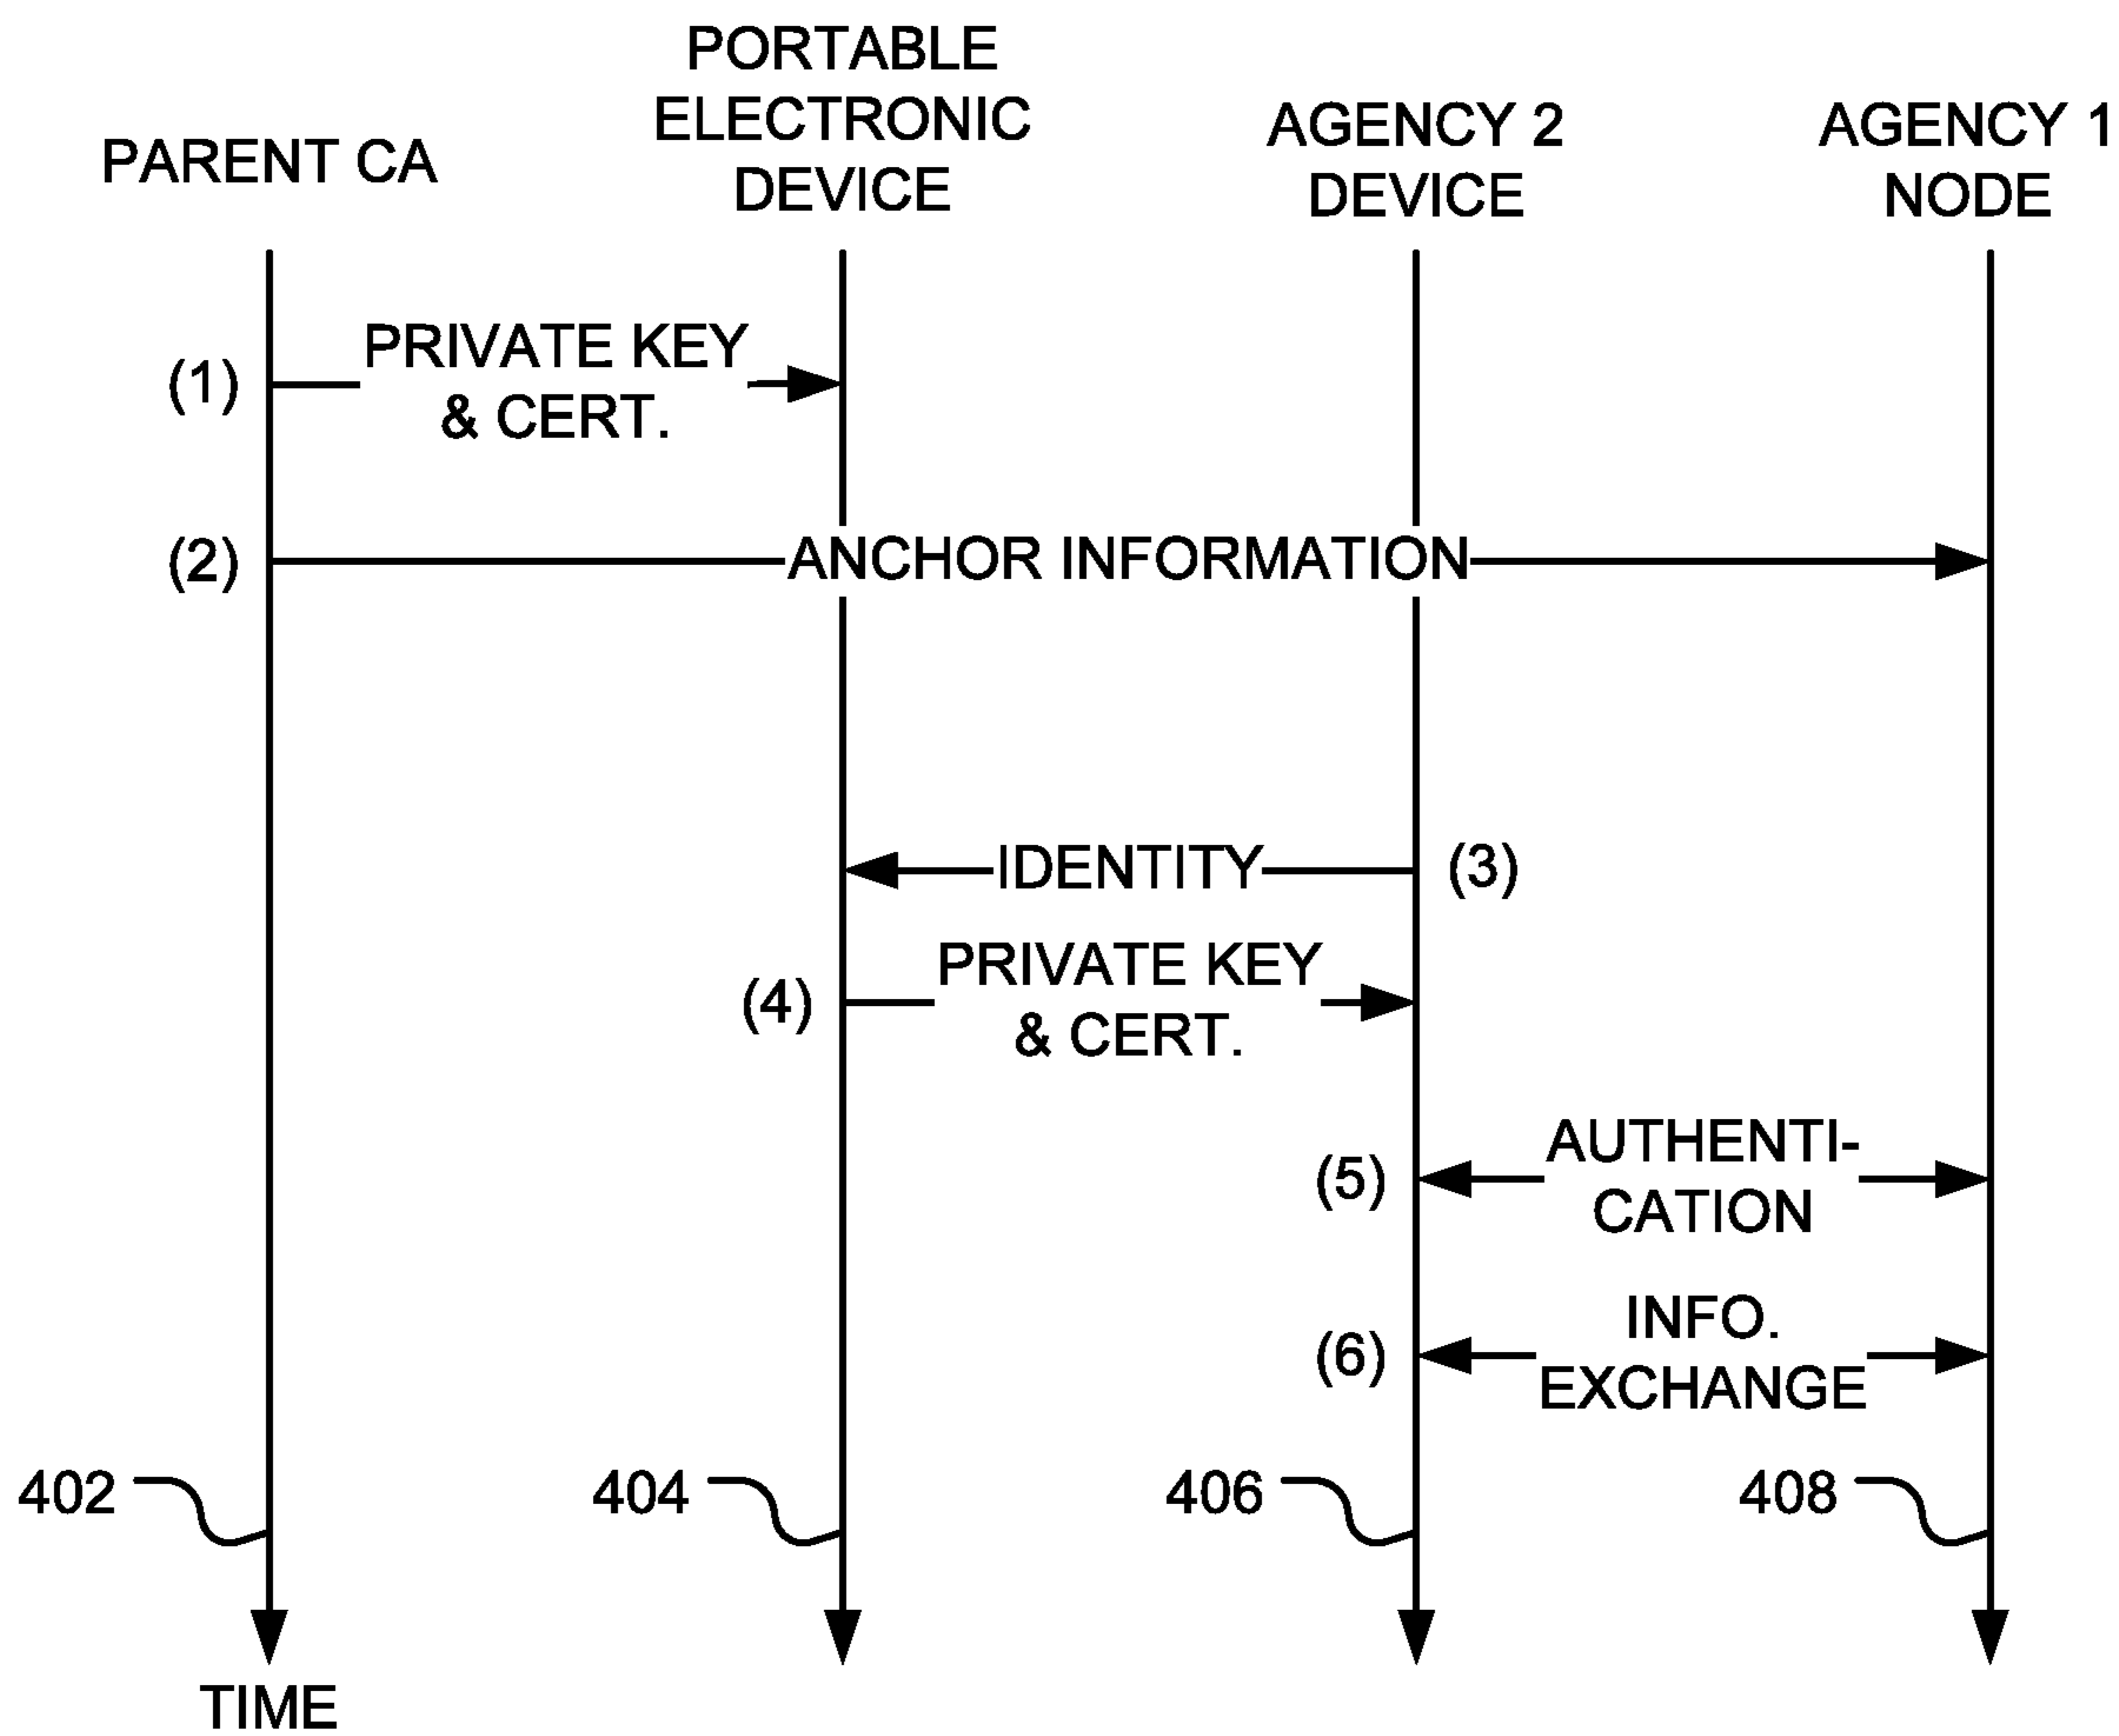 PORTABLE
ELECTRONIC
DEVICE
PARENT CA
AGENCY 2
DEVICE
AGENCY 1
NODE
(1)
PRIVATE KEY
& CERT.
(2)
ANCHOR INFORMATION
IDENTITY
(3)
(4)
PRIVATE KEY
& CERT.
(5)
AUTHENTI-
CATION
(6)
INFO.
EXCHANGE
402
404
406
408
TIME